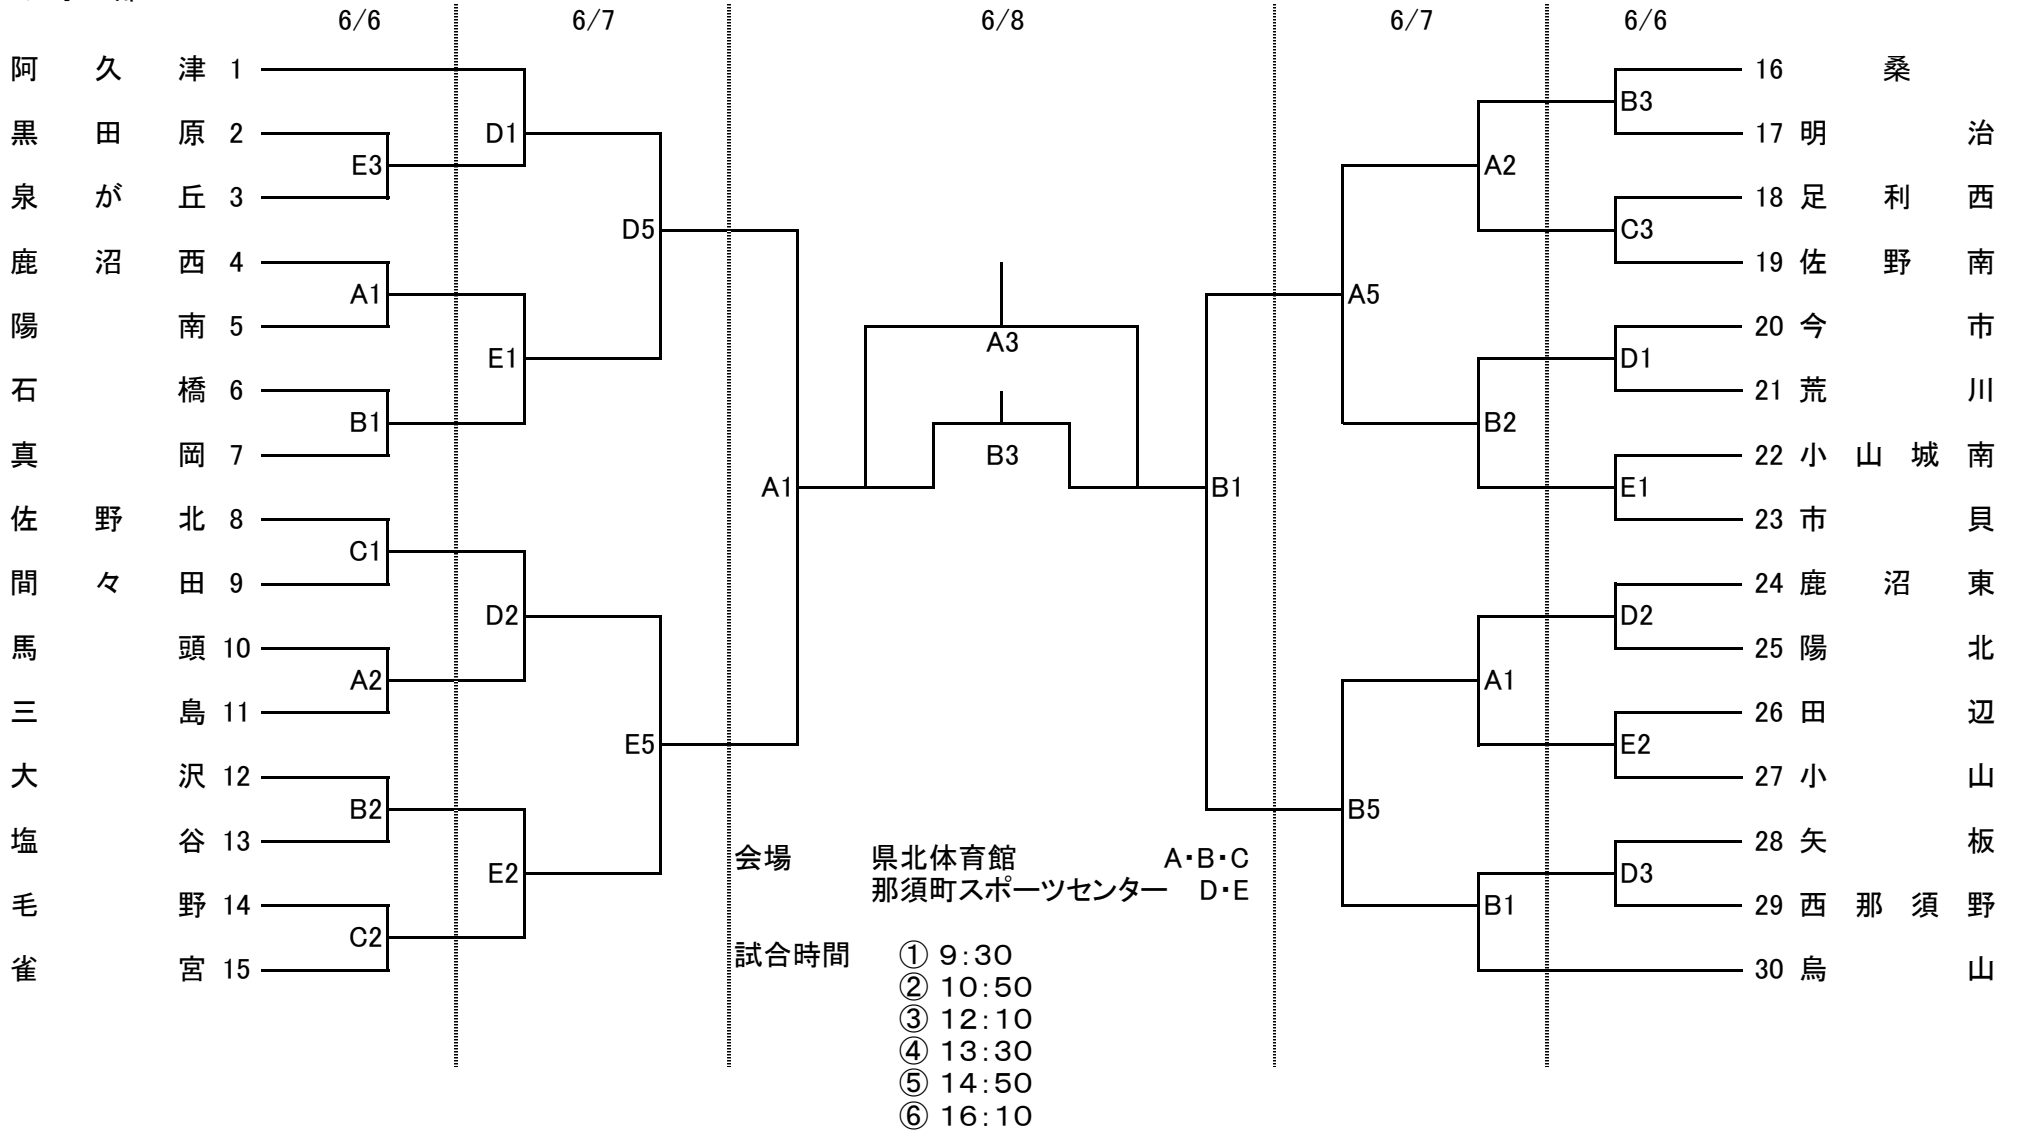 6/6 6/7 6/8 6/7 6/6
阿久津 1 16 桑
B3
黒田原 2 D1 17 明治
E3 A2
泉が丘 3 18 足利西
D5 C3
鹿沼西 4 19 佐野南
A1 A5
陽南 5 20 今市
A3
E1 D1
石橋 6 21 荒川
B1 B2
真岡 7 B3 22 小山城南
A1 B1 E1
佐野北 8 23 市貝
C1
間々田 9 24 鹿沼東
D2 D2
馬頭 10 25 陽北
A2 A1
三島 11 26 田辺
E5 E2
大沢 12 27 小山
B2 B5
塩谷 13 28 矢板
会場 県北体育館 A・B・C
E2 D3
那須町スポーツセンター D・E
毛野 14 B1 29 西那須野
C2
試合時間 ① 9:30
雀宮 15 30 烏山
② 10:50
③ 12:10
④ 13:30
⑤ 14:50
⑥ 16:10